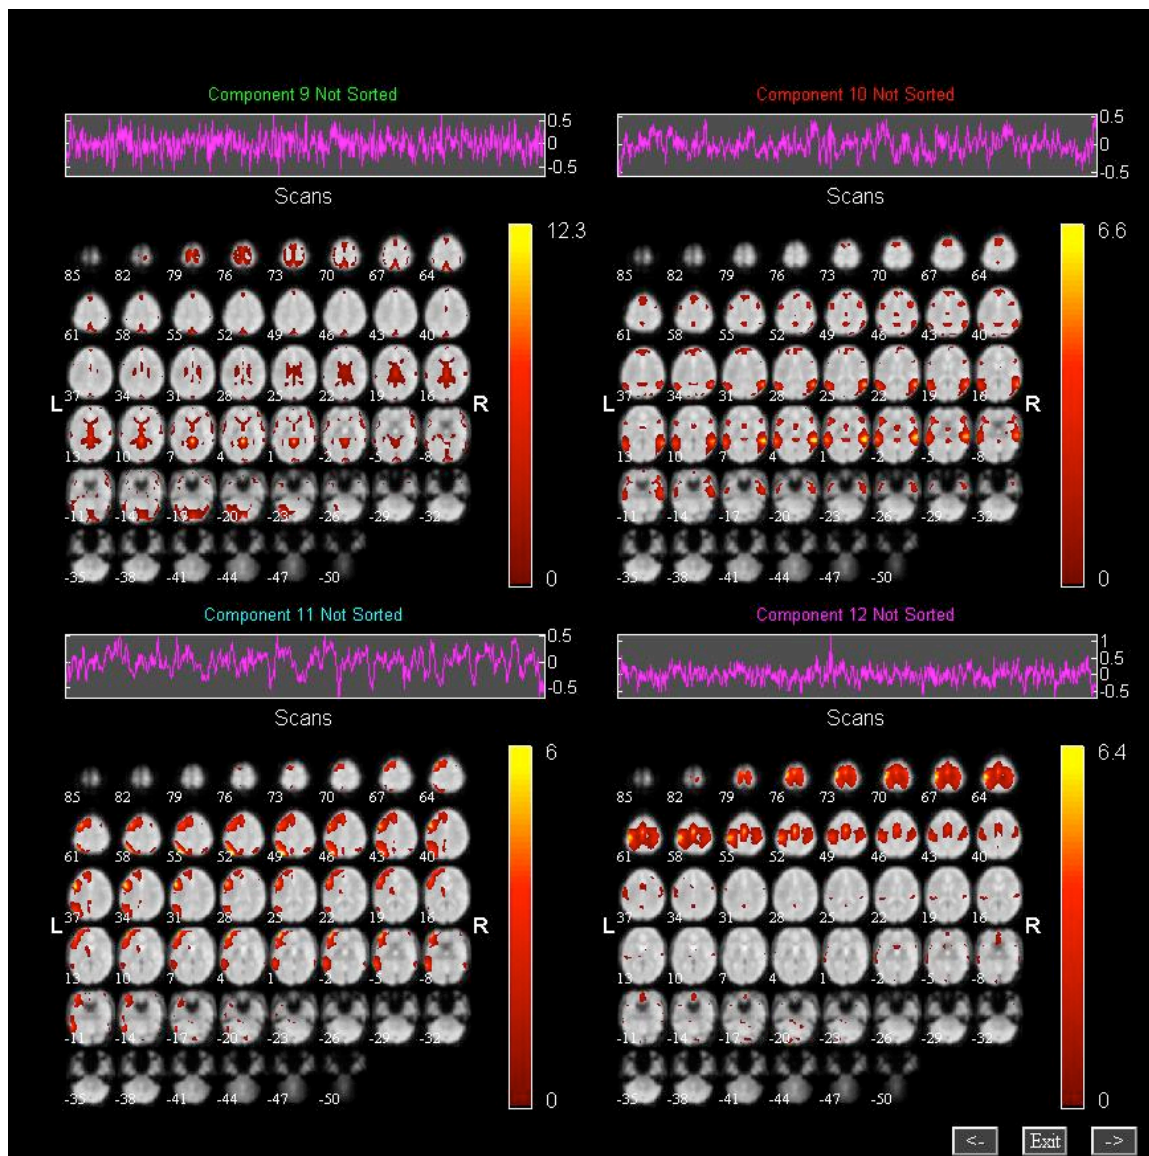 Component 9 Not Sorted
0.5
0
-0.5
Scans
12.3
85 82 79 76 73 70 67 64
61 58 55 52 49 46 43 40
37 34 31 28 25 22 19 16
L R
13 10 7 4 1 -2 -5 -8
-11 -14 -17 -20 -23 -26 -29 -32
-35 -38 -41 -44 -47 -50
0
Component 10 Not Sorted
0.5
0
-0.5
Scans
6.6
85 82 79 76 73 70 67 64
61 58 55 52 49 46 43 40
37 34 31 28 25 22 19 16
L R
13 10 7 4 1 -2 -5 -8
-11 -14 -17 -20 -23 -26 -29 -32
-35 -38 -41 -44 -47 -50
0
Component 11 Not Sorted
0.5
0
-0.5
Scans
6
85 82 79 76 73 70 67 64
61 58 55 52 49 46 43 40
37 34 31 28 25 22 19 16
L R
13 10 7 4 1 -2 -5 -8
-11 -14 -17 -20 -23 -26 -29 -32
-35 -38 -41 -44 -47 -50
0
Component 12 Not Sorted
1
0.5
0
-0.5
Scans
6.4
85 82 79 76 73 70 67 64
61 58 55 52 49 46 43 40
37 34 31 28 25 22 19 16
L R
13 10 7 4 1 -2 -5 -8
-11 -14 -17 -20 -23 -26 -29 -32
-35 -38 -41 -44 -47 -50
0
<- Exit ->